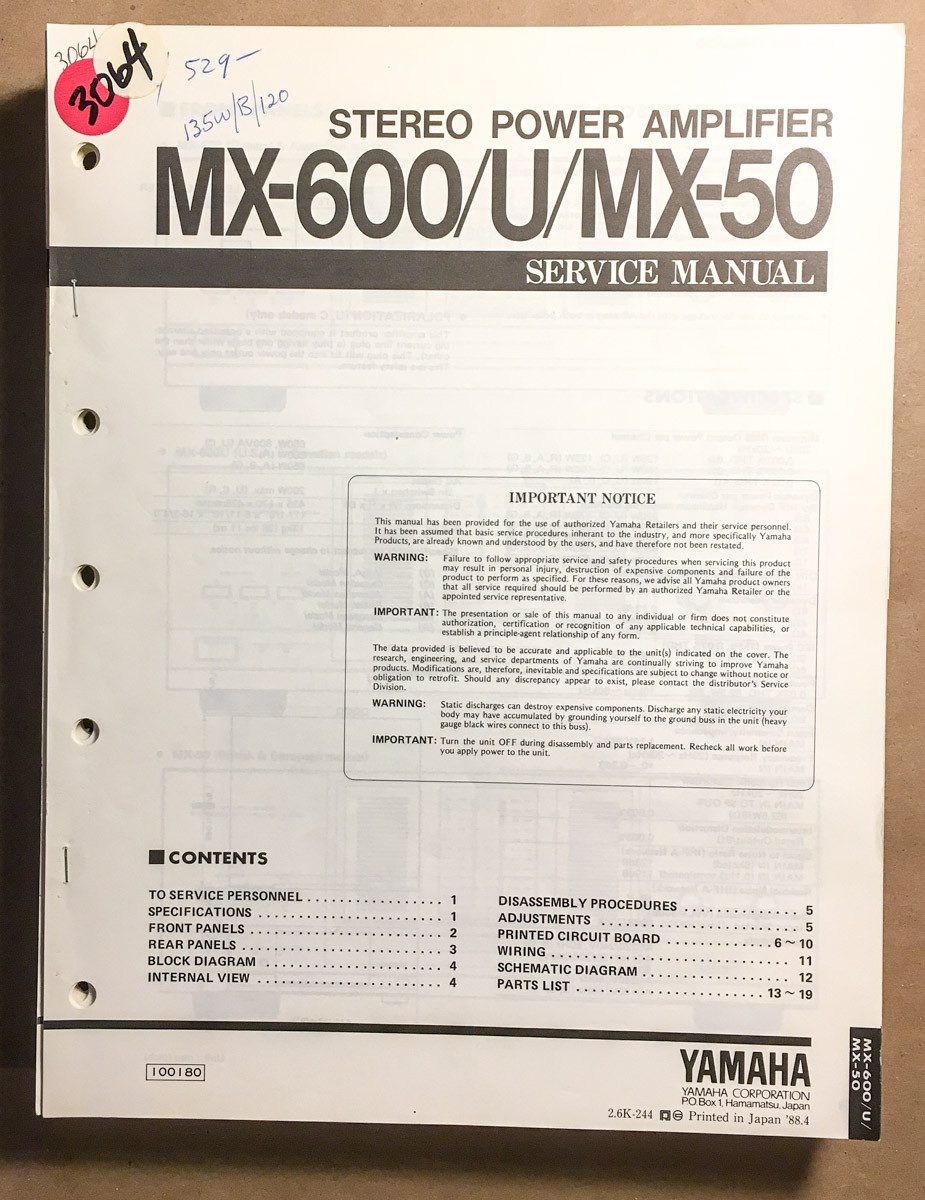 3064
3064
529-
135W/B/120
STEREO POWER AMPLIFIER
MX-600/U/MX-50
SERVICE MANUAL
IMPORTANT NOTICE
This manual has been provided for the use of authorized Yamaha Retailers and their service personnel.
It has been assumed that basic service procedures inherant to the industry, and more specifically Yamaha
Products, are already known and understood by the users, and have therefore not been restated.
WARNING: Failure to follow appropriate service and safety procedures when servicing this product
may result in personal injury, destruction of expensive components and failure of the
product to perform as specified. For these reasons, we advise all Yamaha product owners
that all service required should be performed by an authorized Yamaha Retailer or the
appointed service representative.
IMPORTANT: The presentation or sale of this manual to any individual or firm does not constitute
authorization, certification or recognition of any applicable technical capabilities, or
establish a principle-agent relationship of any form.
The data provided is believed to be accurate and applicable to the unit(s) indicated on the cover. The
research, engineering, and service departments of Yamaha are continually striving to improve Yamaha
products. Modifications are, therefore, inevitable and specifications are subject to change without notice or
obligation to retrofit. Should any discrepancy appear to exist, please contact the distributor's Service
Division.
WARNING: Static discharges can destroy expensive components. Discharge any static electricity your
body may have accumulated by grounding yourself to the ground buss in the unit (heavy
gauge black wires connect to this buss).
IMPORTANT: Turn the unit OFF during disassembly and parts replacement. Recheck all work before
you apply power to the unit.
■ CONTENTS
TO SERVICE PERSONNEL . . . . . . . . . . . . . . . . . 1
SPECIFICATIONS . . . . . . . . . . . . . . . . . . . . . . . 1
FRONT PANELS . . . . . . . . . . . . . . . . . . . . . . . . 2
REAR PANELS . . . . . . . . . . . . . . . . . . . . . . . . . 3
BLOCK DIAGRAM . . . . . . . . . . . . . . . . . . . . . . 4
INTERNAL VIEW . . . . . . . . . . . . . . . . . . . . . . . 4
DISASSEMBLY PROCEDURES . . . . . . . . . . . . . . 5
ADJUSTMENTS . . . . . . . . . . . . . . . . . . . . . . . . 5
PRINTED CIRCUIT BOARD . . . . . . . . . . . . 6 ~ 10
WIRING . . . . . . . . . . . . . . . . . . . . . . . . . . . . . 11
SCHEMATIC DIAGRAM . . . . . . . . . . . . . . . . . . 12
PARTS LIST . . . . . . . . . . . . . . . . . . . . . . . 13 ~ 19
100180
YAMAHA
YAMAHA CORPORATION
P.O.Box 1, Hamamatsu, Japan
2.6K-244 Printed in Japan '88.4
MX-600/U/
MX-50